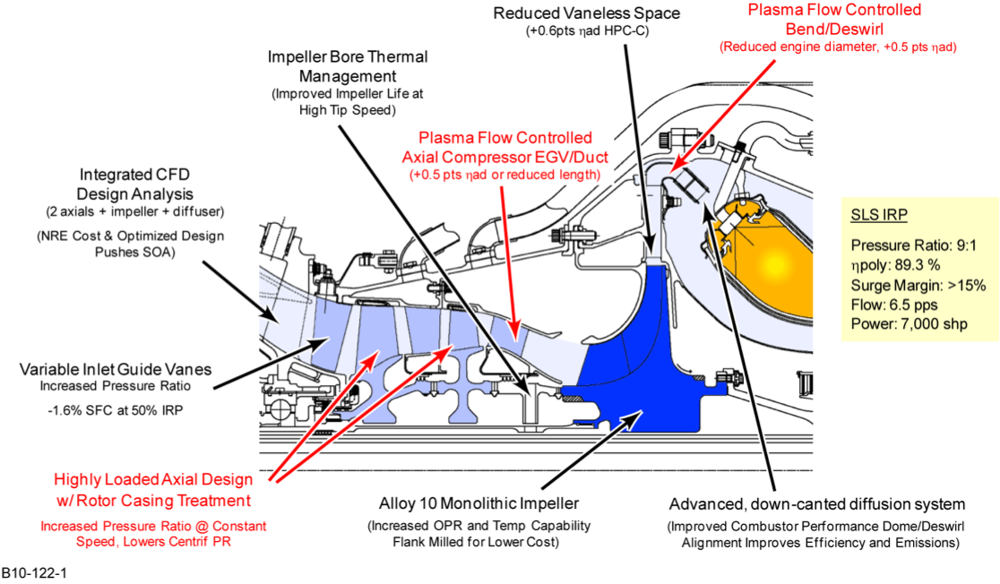 Reduced Vaneless Space
(+0.6pts ηad HPC-C)
Plasma Flow Controlled
Bend/Deswirl
(Reduced engine diameter, +0.5 pts ηad)
Impeller Bore Thermal
Management
(Improved Impeller Life at
High Tip Speed)
Plasma Flow Controlled
Axial Compressor EGV/Duct
(+0.5 pts ηad or reduced length)
Integrated CFD
Design Analysis
(2 axials + impeller + diffuser)
(NRE Cost & Optimized Design
Pushes SOA)
SLS IRP
Pressure Ratio: 9:1
ηpoly: 89.3 %
Surge Margin: >15%
Flow: 6.5 pps
Power: 7,000 shp
Variable Inlet Guide Vanes
Increased Pressure Ratio
-1.6% SFC at 50% IRP
Highly Loaded Axial Design
w/ Rotor Casing Treatment
Increased Pressure Ratio @ Constant
Speed, Lowers Centrif PR
Alloy 10 Monolithic Impeller
(Increased OPR and Temp Capability
Flank Milled for Lower Cost)
Advanced, down-canted diffusion system
(Improved Combustor Performance Dome/Deswirl
Alignment Improves Efficiency and Emissions)
B10-122-1